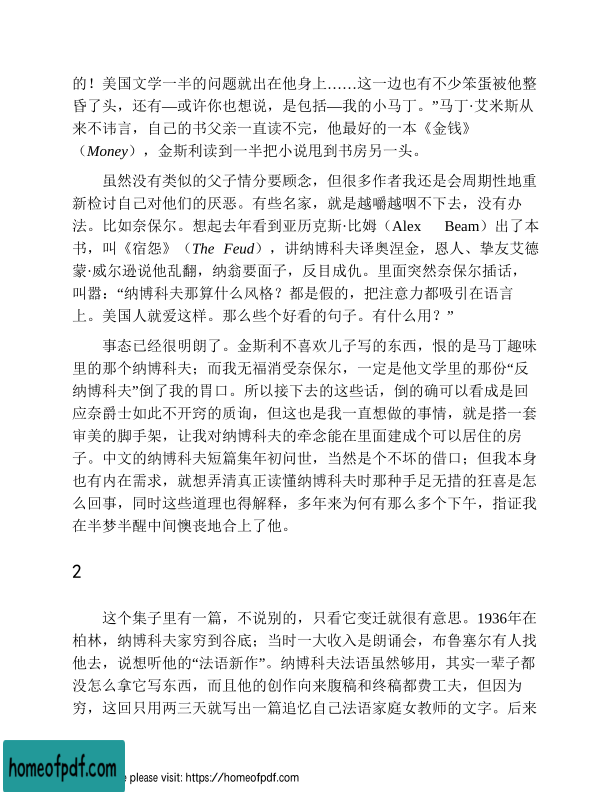 的！美国文学一半的问题就出在他身上……这一边也有不少笨蛋被他整
昏了头，还有—或许你也想说，是包括—我的小马丁。”马丁·艾米斯从
来不讳言，自己的书父亲一直读不完，他最好的一本《金钱》
（Money），金斯利读到一半把小说甩到书房另一头。
虽然没有类似的父子情分要顾念，但很多作者我还是会周期性地重
新检讨自己对他们的厌恶。有些名家，就是越嚼越咽不下去，没有办
法。比如奈保尔。想起去年看到亚历克斯·比姆（Alex Beam）出了本
书，叫《宿怨》（The Feud），讲纳博科夫译奥涅金，恩人、挚友艾德
蒙·威尔逊说他乱翻，纳翁要面子，反目成仇。里面突然奈保尔插话，
叫嚣：“纳博科夫那算什么风格？都是假的，把注意力都吸引在语言
上。美国人就爱这样。那么些个好看的句子。有什么用？”
事态已经很明朗了。金斯利不喜欢儿子写的东西，恨的是马丁趣味
里的那个纳博科夫；而我无福消受奈保尔，一定是他文学里的那份“反
纳博科夫”倒了我的胃口。所以接下去的这些话，倒的确可以看成是回
应奈爵士如此不开窍的质询，但这也是我一直想做的事情，就是搭一套
审美的脚手架，让我对纳博科夫的牵念能在里面建成个可以居住的房
子。中文的纳博科夫短篇集年初问世，当然是个不坏的借口；但我本身
也有内在需求，就想弄清真正读懂纳博科夫时那种手足无措的狂喜是怎
么回事，同时这些道理也得解释，多年来为何有那么多个下午，指证我
在半梦半醒中间懊丧地合上了他。
2
这个集子里有一篇，不说别的，只看它变迁就很有意思。1936年在
柏林，纳博科夫家穷到谷底；当时一大收入是朗诵会，布鲁塞尔有人找
他去，说想听他的“法语新作”。纳博科夫法语虽然够用，其实一辈子都
没怎么拿它写东西，而且他的创作向来腹稿和终稿都费工夫，但因为
穷，这回只用两三天就写出一篇追忆自己法语家庭女教师的文字。后来
homeofpdf.com
e please visit: https://homeofpdf.com